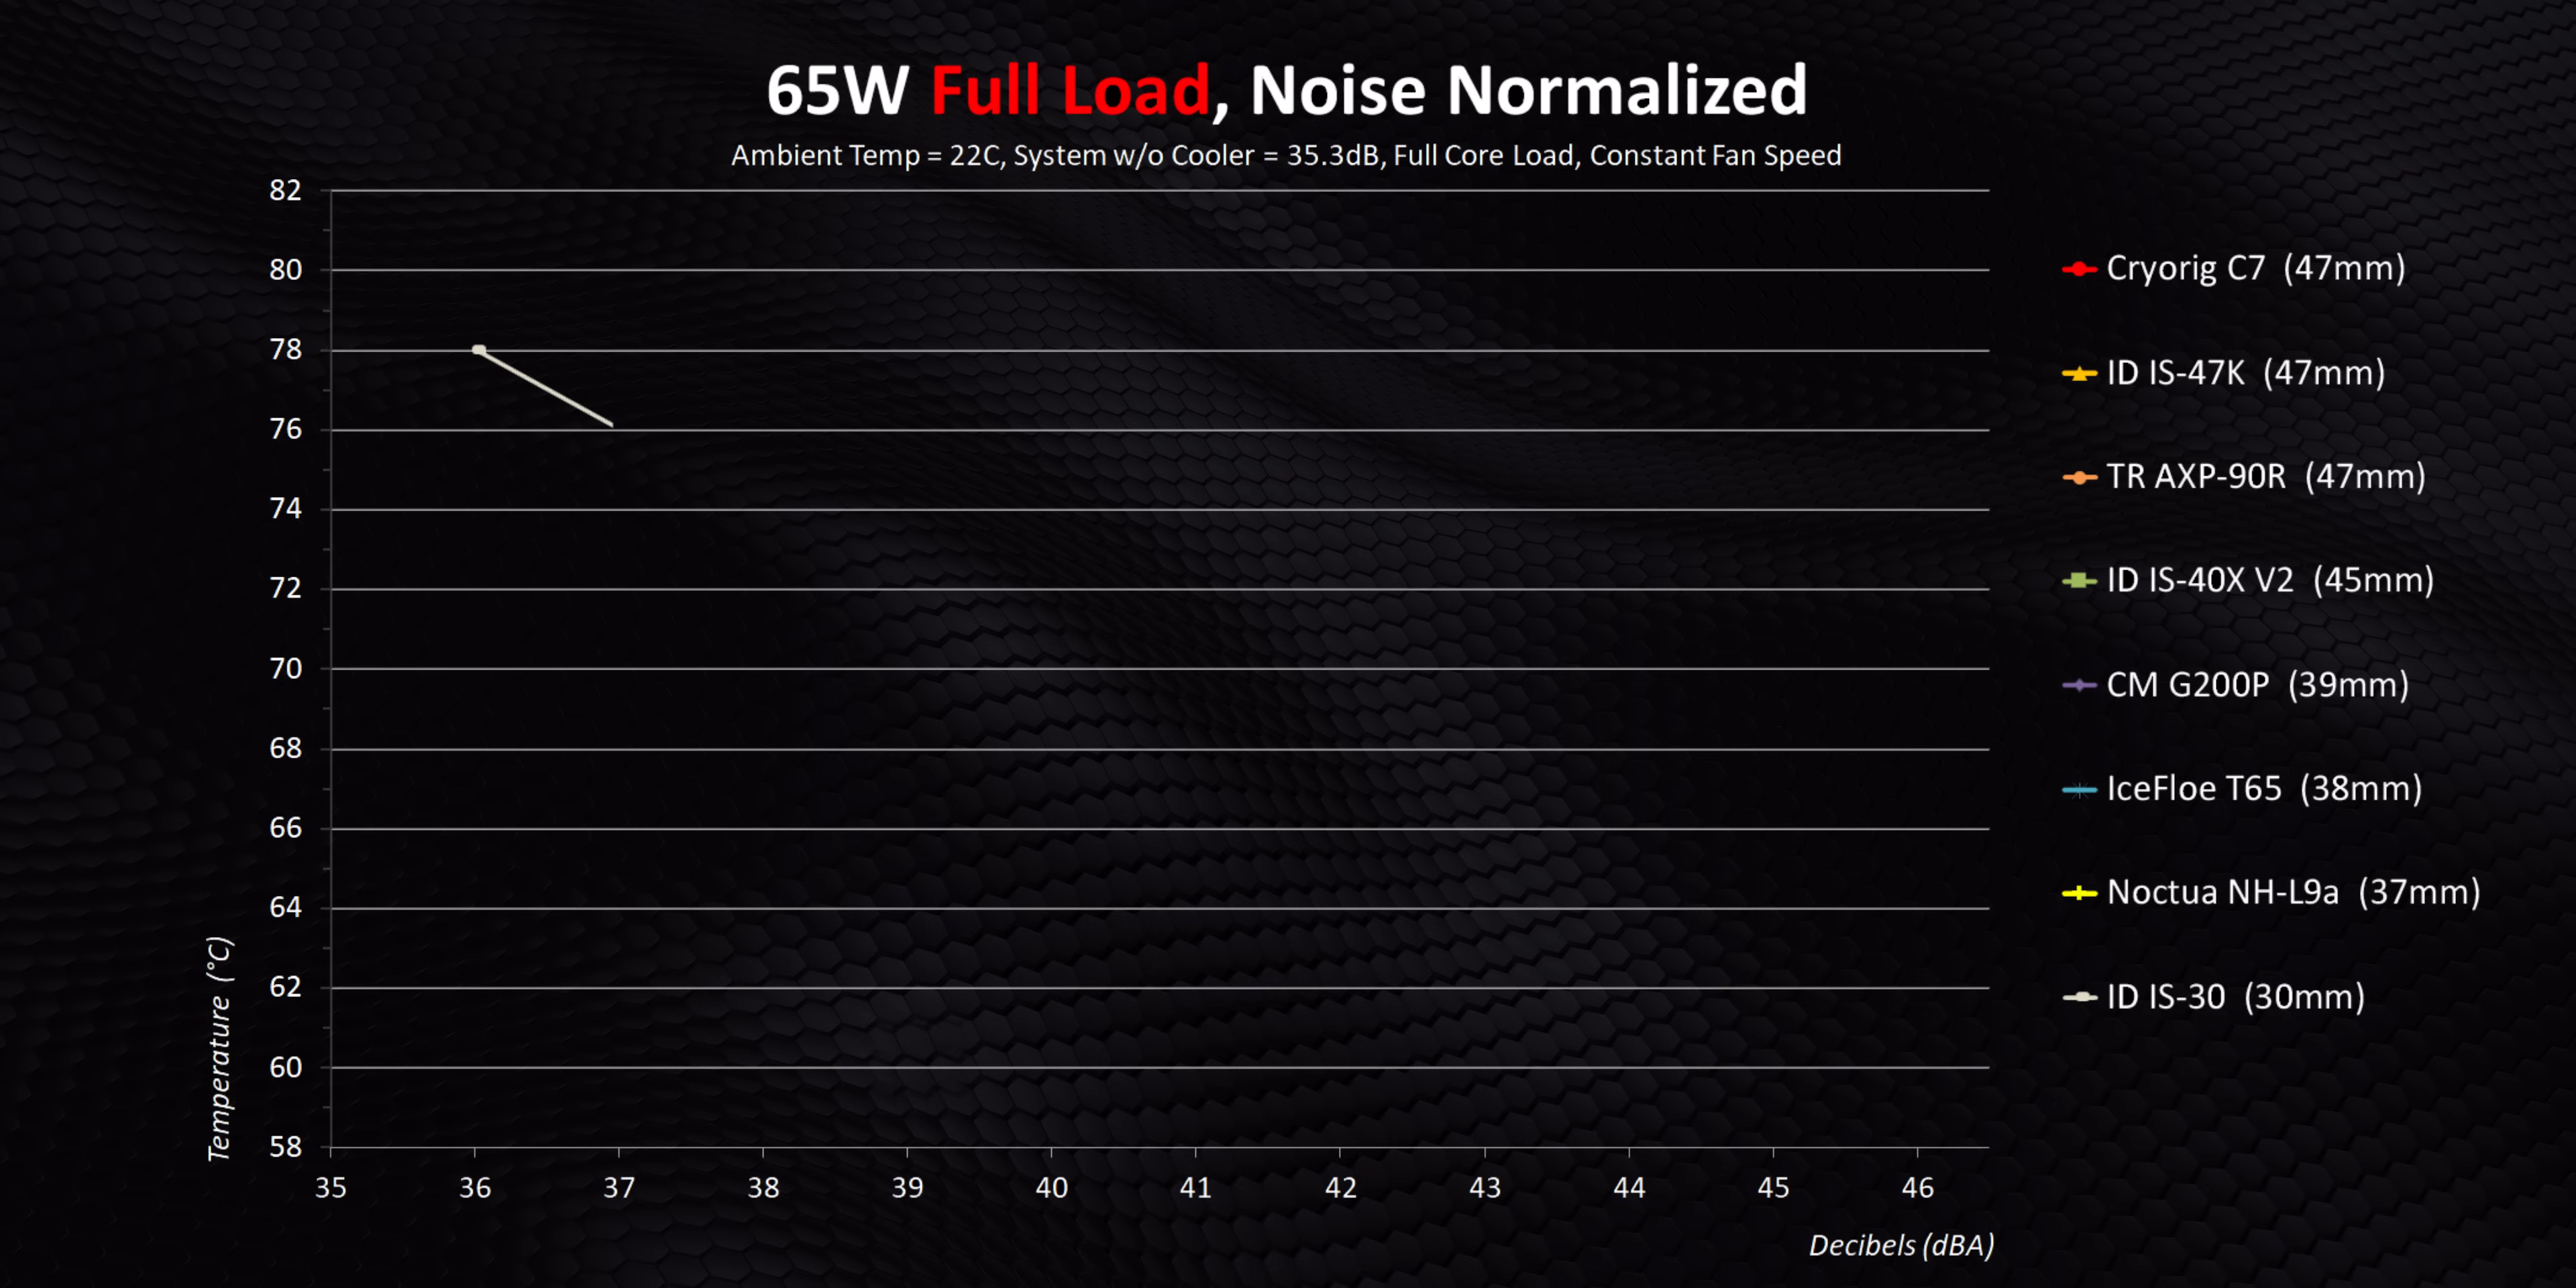 65W Full Load, Noise Normalized
Ambient Temp = 22C, System w/o Cooler = 35.3dB, Full Core Load, Constant Fan Speed
82
80
78
76
74
72
70
68
66
64
62
60
58
Temperature (°C)
35 36 37 38 39 40 41 42 43 44 45 46
Decibels (dBA)
Cryorig C7 (47mm)
ID IS-47K (47mm)
TR AXP-90R (47mm)
ID IS-40X V2 (45mm)
CM G200P (39mm)
IceFloe T65 (38mm)
Noctua NH-L9a (37mm)
ID IS-30 (30mm)